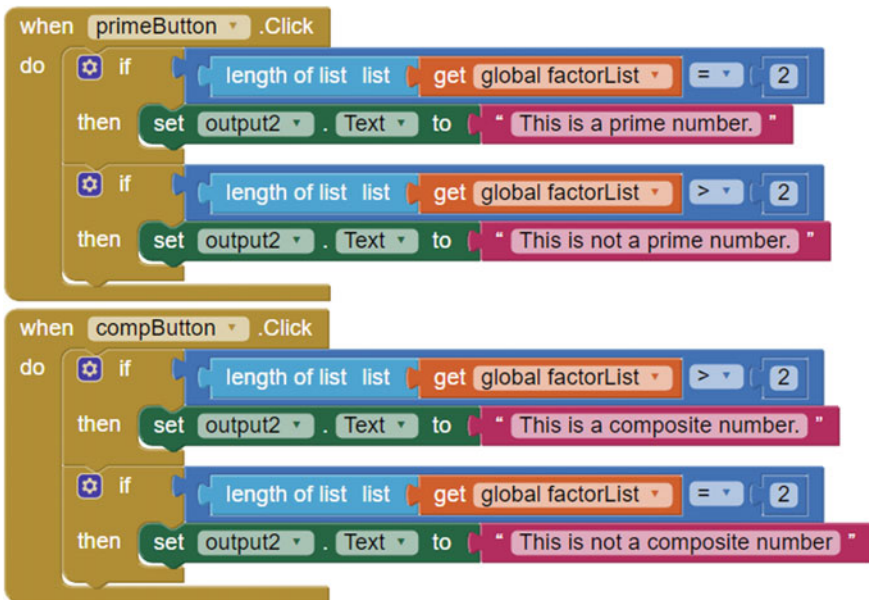 when primeButton .Click
do if length of list list get global factorList = 2
then set output2 . Text to " This is a prime number. "
if length of list list get global factorList > 2
then set output2 . Text to " This is not a prime number. "
when compButton .Click
do if length of list list get global factorList > 2
then set output2 . Text to " This is a composite number. "
if length of list list get global factorList = 2
then set output2 . Text to " This is not a composite number "